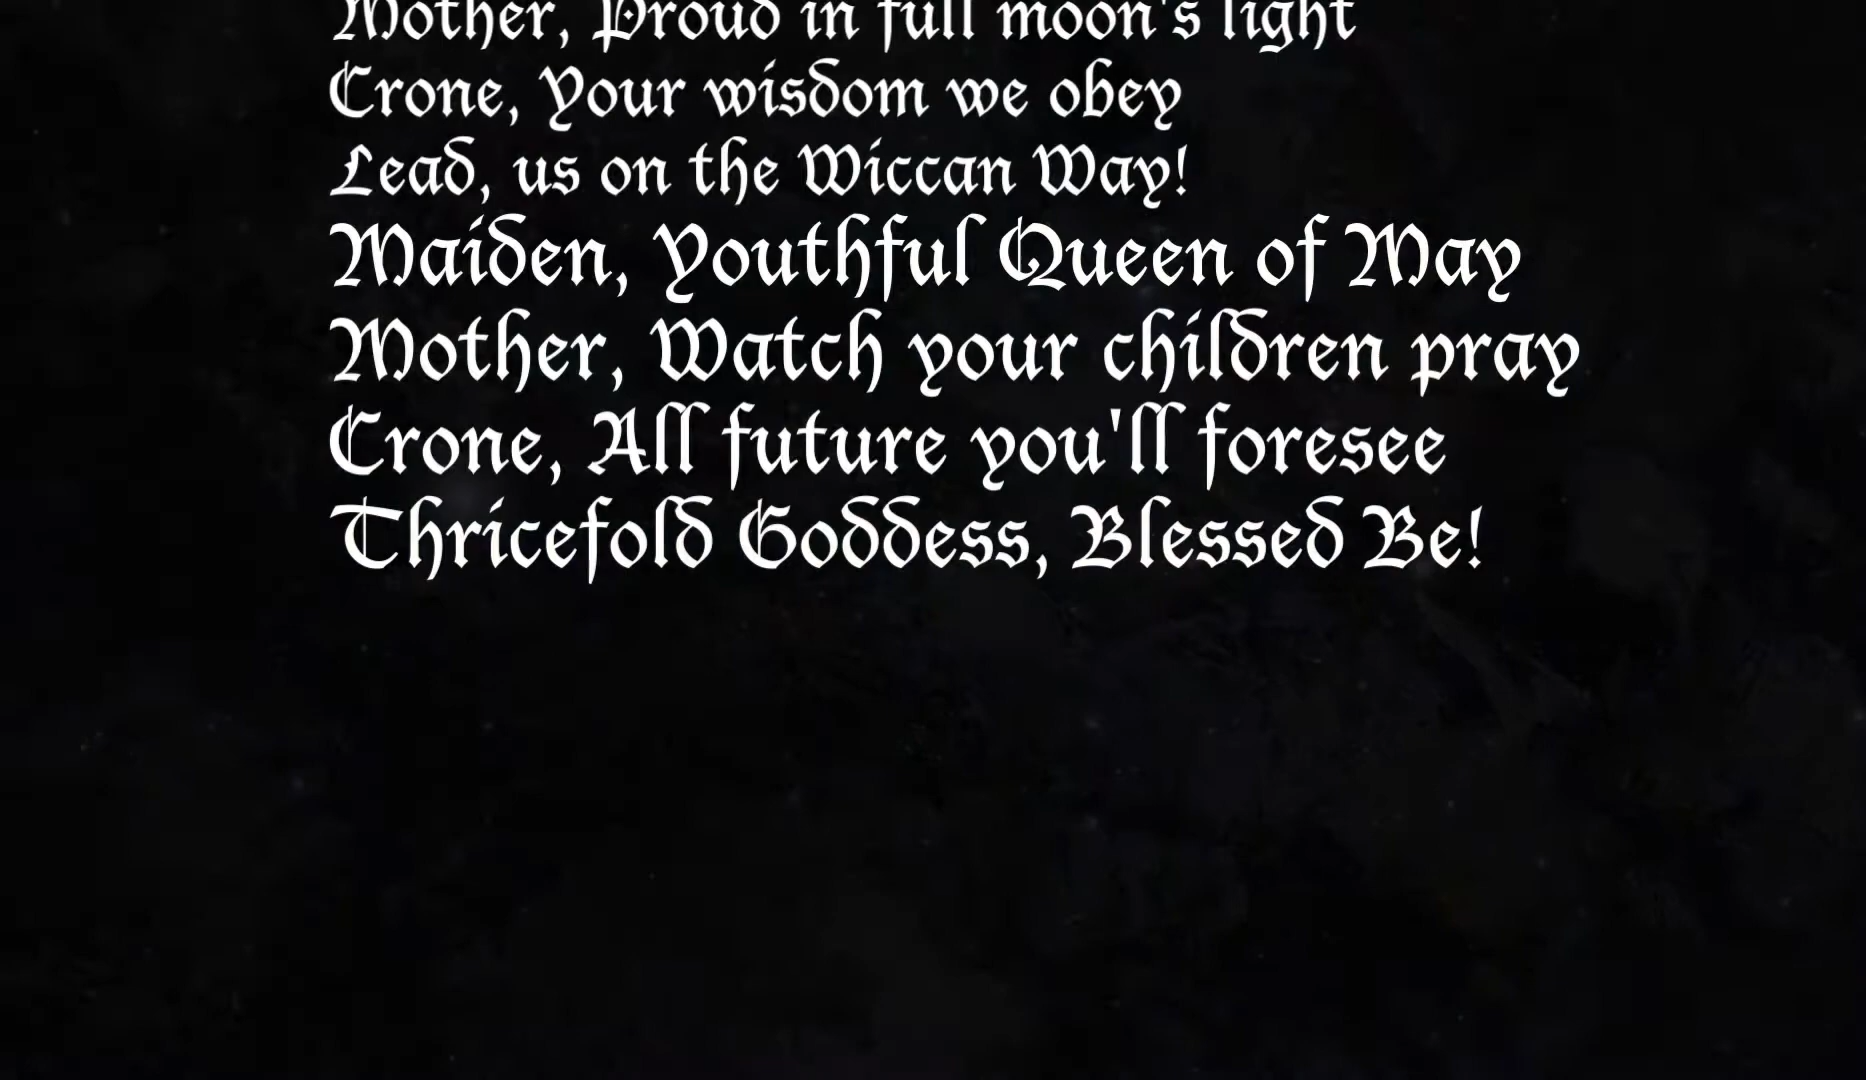 Mother, Proud in full moon's light
Crone, Your wisdom we obey
Lead, us on the Wiccan Way!
Maiden, Youthful Queen of May
Mother, Watch your children pray
Crone, All future you'll foresee
Thricefold Goddess, Blessed Be!